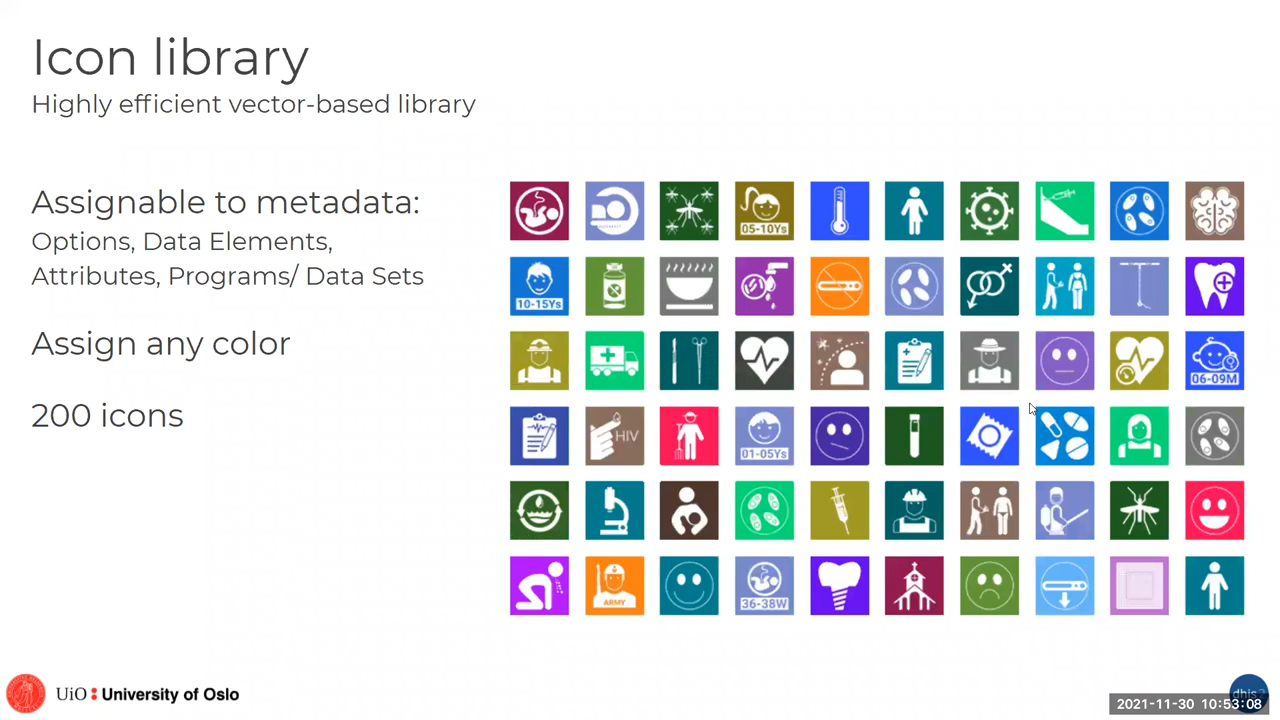 Icon library
Highly efficient vector-based library
Assignable to metadata:
Options, Data Elements,
Attributes, Programs/ Data Sets
Assign any color
200 icons
05-10Ys
10-15Ys
06-09M
HIV
01-05Ys
ARMY
36-38W
UiO University of Oslo
dhis2
2021-11-30 10:53:08